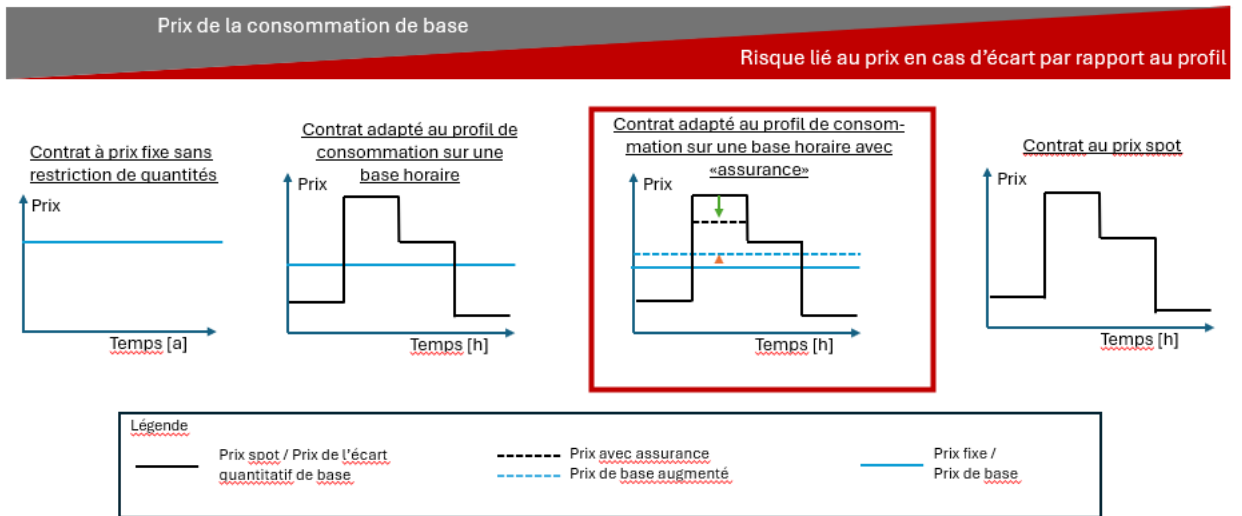 Prix de la consommation de base
Risque lié au prix en cas d’écart par rapport au profil
Contrat à prix fixe sans
restriction de quantités
Prix
Temps [a]
Contrat adapté au profil de
consommation sur une
base horaire
Prix
Temps [h]
Contrat adapté au profil de consom-
mation sur une base horaire avec
«assurance»
Prix
Temps [h]
Contrat au prix spot
Prix
Temps [h]
Légende
Prix spot / Prix de l’écart
quantitatif de base
Prix avec assurance
Prix de base augmenté
Prix fixe /
Prix de base